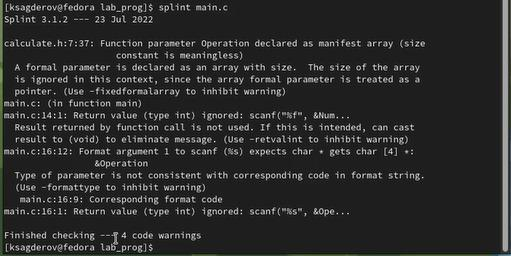 [ksagderov@fedora lab_prog]$ splint main.c
Splint 3.1.2 --- 23 Jul 2022
calculate.h:7:37: Function parameter Operation declared as manifest array (size
constant is meaningless)
A formal parameter is declared as an array with size.  The size of the array
is ignored in this context, since the array formal parameter is treated as a
pointer. (Use -fixedformalarray to inhibit warning)
main.c: (in function main)
main.c:14:1: Return value (type int) ignored: scanf("%f", &Num...
Result returned by function call is not used. If this is intended, can cast
result to (void) to eliminate message. (Use -retvalint to inhibit warning)
main.c:16:12: Format argument 1 to scanf (%s) expects char * gets char [4] *:
&Operation
Type of parameter is not consistent with corresponding code in format string.
(Use -formattype to inhibit warning)
main.c:16:9: Corresponding format code
main.c:16:1: Return value (type int) ignored: scanf("%s", &Ope...
Finished checking --- 4 code warnings
[ksagderov@fedora lab_prog]$